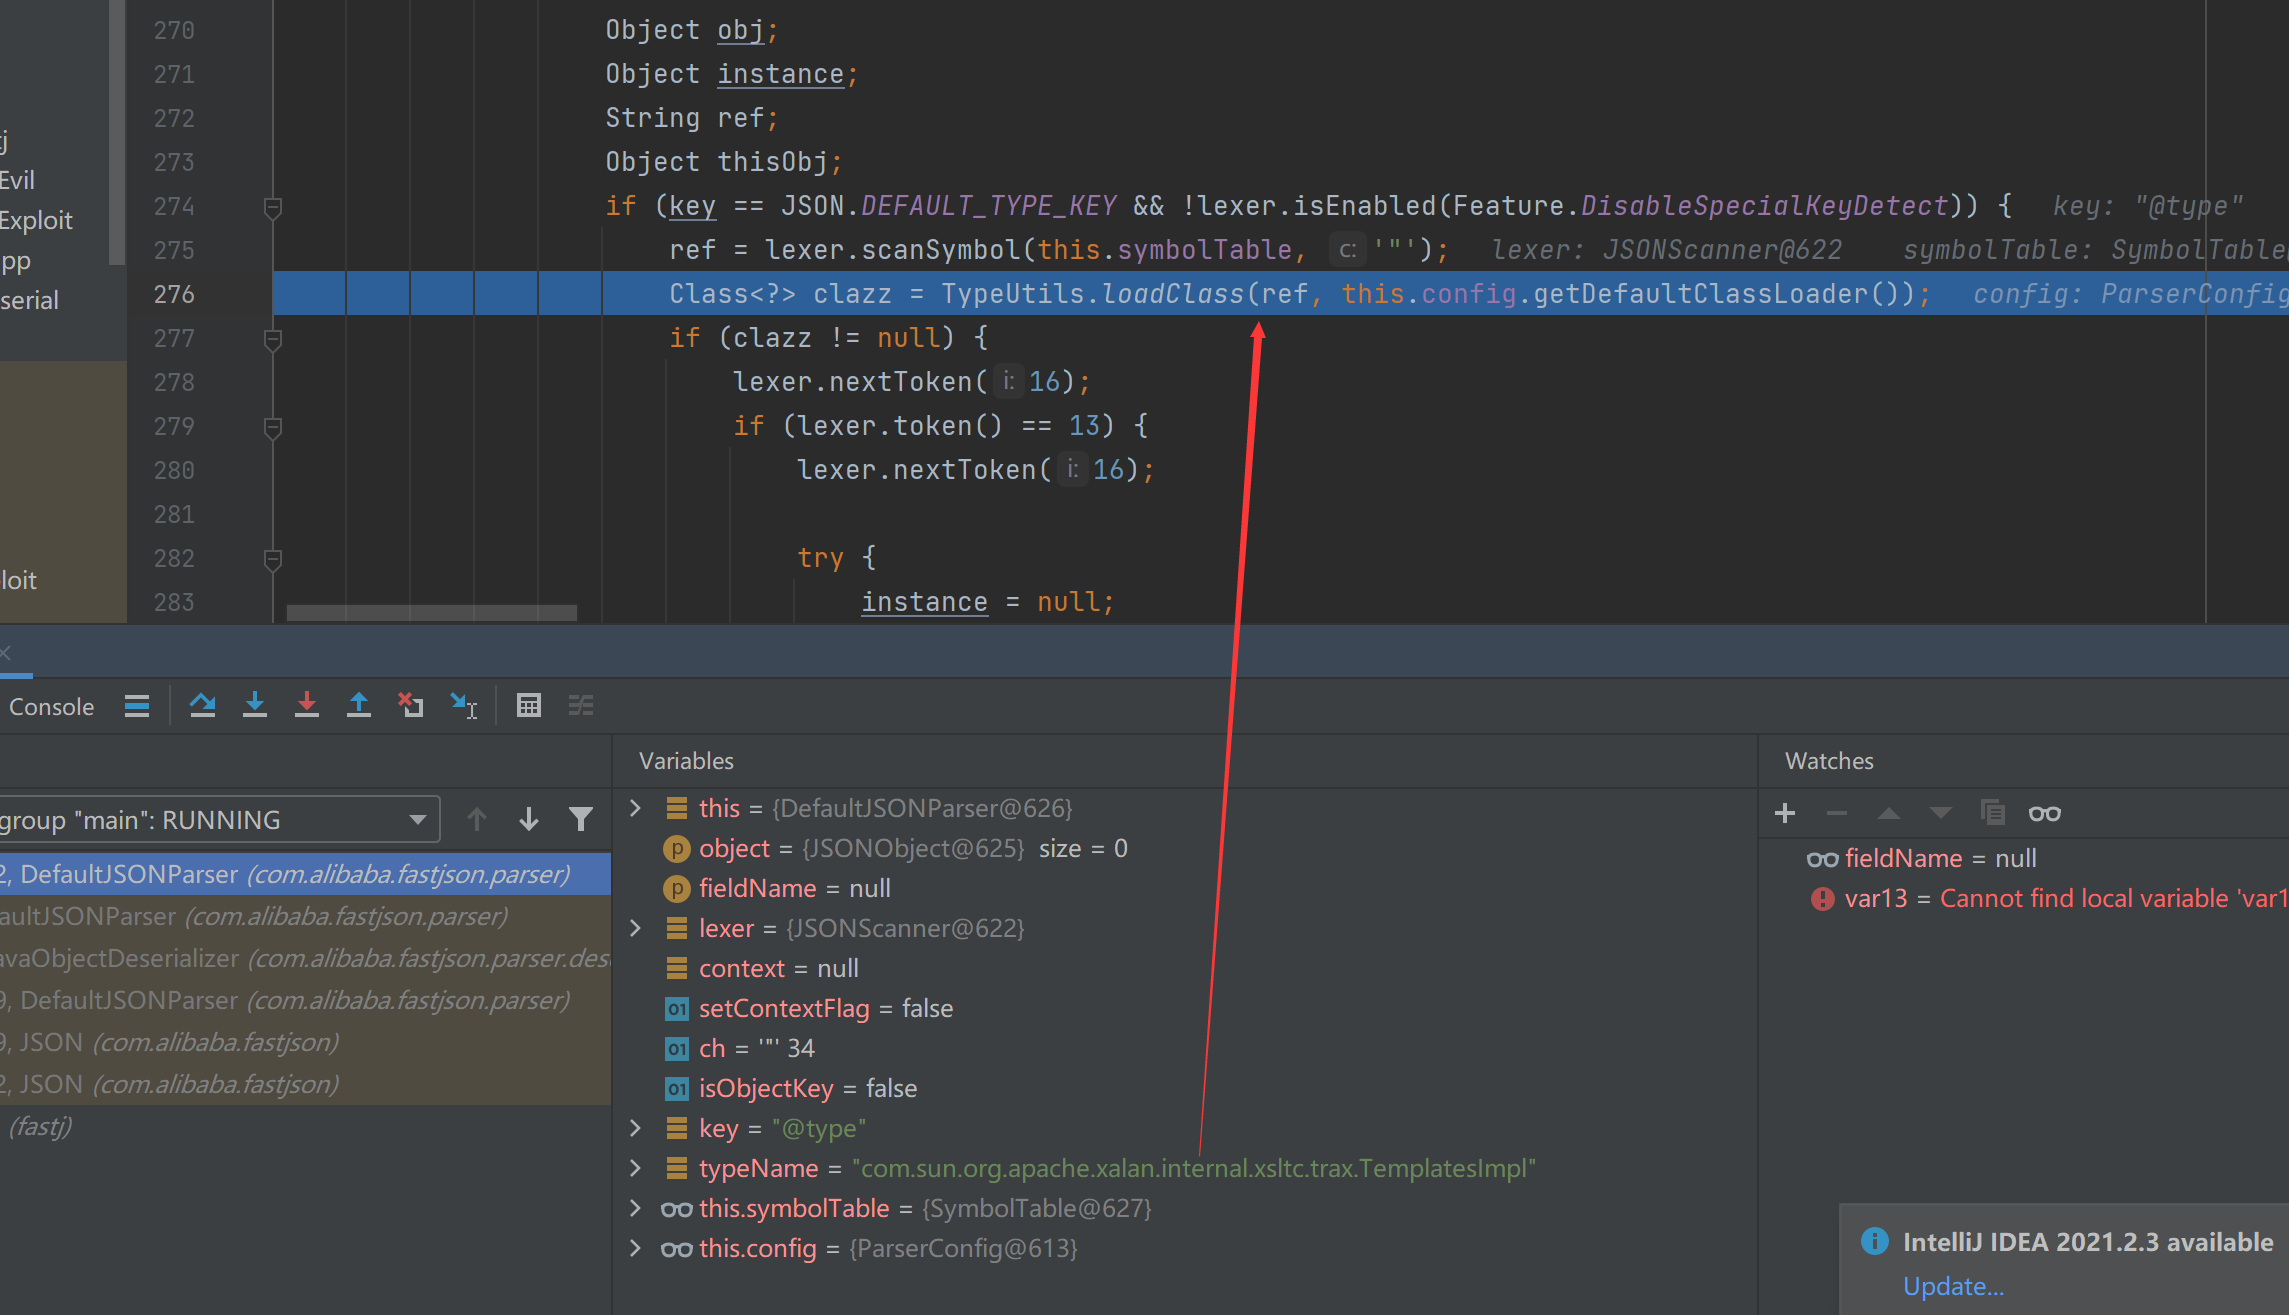 270 Object obj;
271 Object instance;
272 String ref;
273 Object thisObj;
274 if (key == JSON.DEFAULT_TYPE_KEY && !lexer.isEnabled(Feature.DisableSpecialKeyDetect)) { key: "@type"
275 ref = lexer.scanSymbol(this.symbolTable, c: '"'); lexer: JSONScanner@622 symbolTable: SymbolTable@
276 Class<?> clazz = TypeUtils.loadClass(ref, this.config.getDefaultClassLoader()); config: ParserConfig
277 if (clazz != null) {
278 lexer.nextToken( i: 16);
279 if (lexer.token() == 13) {
280 lexer.nextToken( i: 16);
281
282 try {
283 instance = null;
j
Evil
Exploit
pp
serial
loit
Console
group "main": RUNNING
2, DefaultJSONParser (com.alibaba.fastjson.parser)
aultJSONParser (com.alibaba.fastjson.parser)
avaObjectDeserializer (com.alibaba.fastjson.parser.des
9, DefaultJSONParser (com.alibaba.fastjson.parser)
9, JSON (com.alibaba.fastjson)
2, JSON (com.alibaba.fastjson)
(fastj)
Variables
this = {DefaultJSONParser@626}
object = {JSONObject@625} size = 0
fieldName = null
lexer = {JSONScanner@622}
context = null
setContextFlag = false
ch = '"' 34
isObjectKey = false
key = "@type"
typeName = "com.sun.org.apache.xalan.internal.xsltc.trax.TemplatesImpl"
this.symbolTable = {SymbolTable@627}
this.config = {ParserConfig@613}
Watches
fieldName = null
var13 = Cannot find local variable 'var1
IntelliJ IDEA 2021.2.3 available
Update...